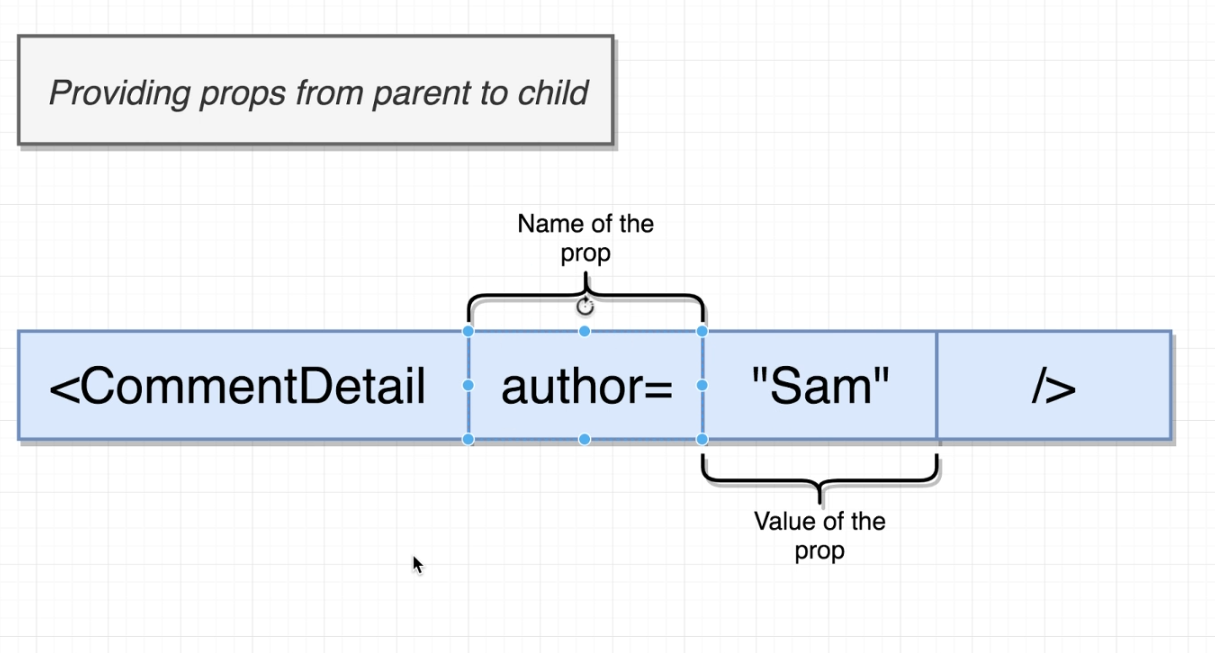 Providing props from parent to child
Name of the
prop
<CommentDetail author= "Sam" />
Value of the
prop